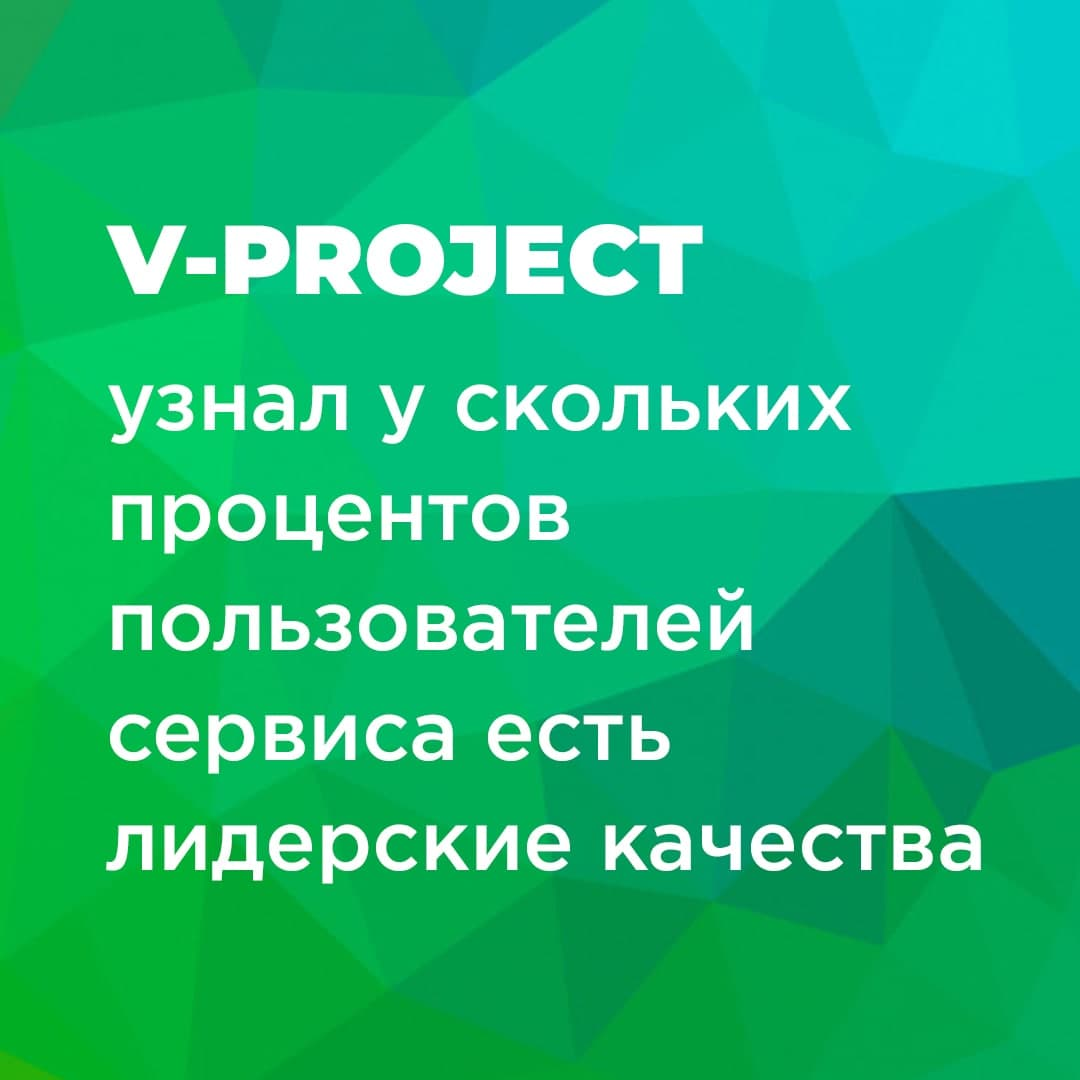 V-PROJECT
узнал у скольких
процентов
пользователей
сервиса есть
лидерские качества